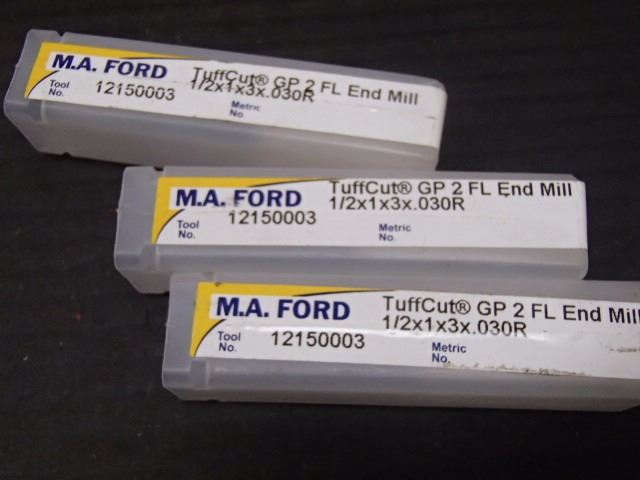 M.A. FORD
TuffCut® GP 2 FL End Mill
1/2x1x3x.030R
Tool No.
12150003
Metric No.
M.A. FORD
TuffCut® GP 2 FL End Mill
1/2x1x3x.030R
Tool No.
12150003
Metric No.
M.A. FORD
TuffCut® GP 2 FL End Mill
1/2x1x3x.030R
Tool No.
12150003
Metric No.